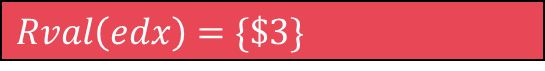 Rval(edx) = {$3}